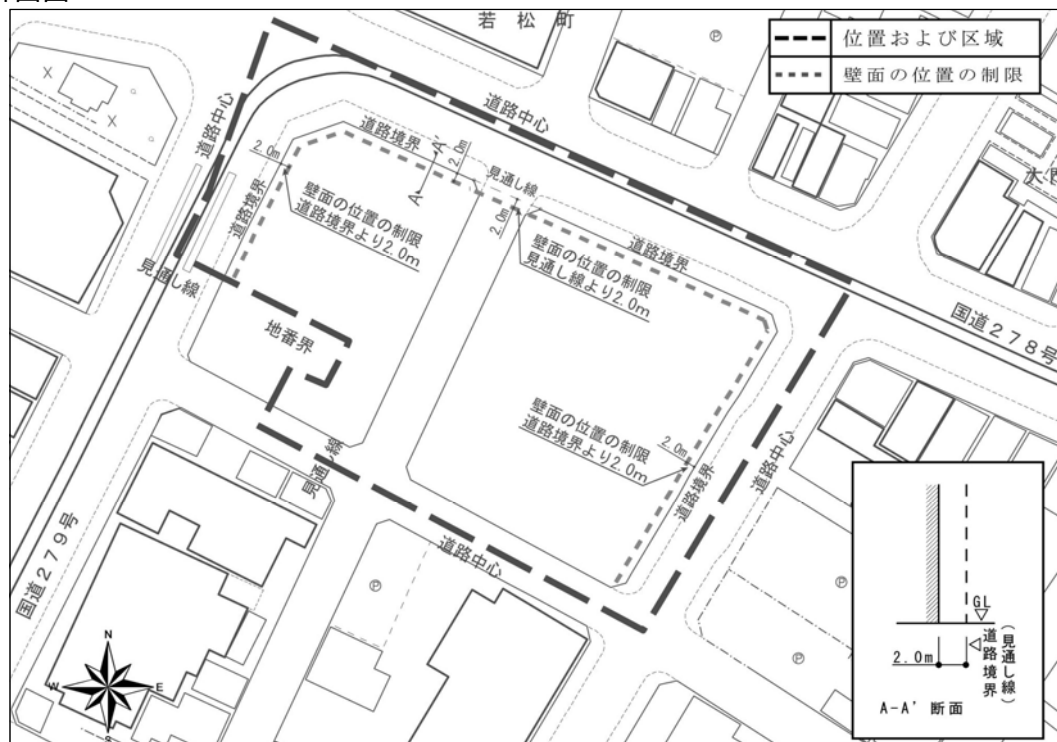 若松町
位置および区域
壁面の位置の制限
道路中心
道路中心
道路境界
A'
A
2.0m
2.0m
見通し線
2.0m
道路境界
壁面の位置の制限
道路境界より2.0m
壁面の位置の制限
見通し線より2.0m
道路境界
見通し線
地番界
国道278号
壁面の位置の制限
道路境界より2.0m
2.0m
道路境界
道路中心
見通し線
道路中心
国道279号
N
W
E
GL
2.0m
道路境界
(見通し線)
A-A' 断面
P
P
P
P